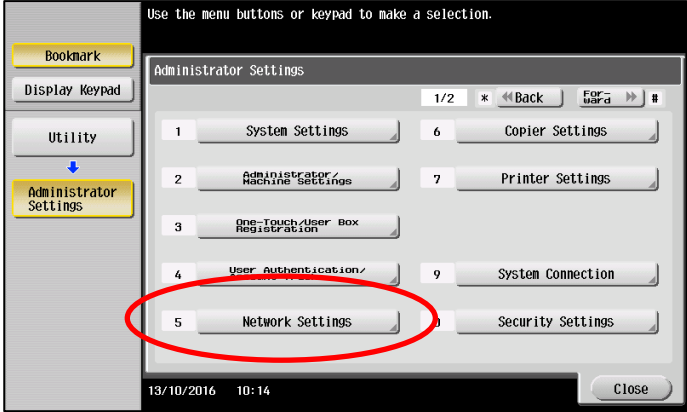 Use the menu buttons or keypad to make a selection.
Bookmark
Display Keypad
Utility
Administrator
Settings
Administrator Settings
1/2 * Back For-
ward #
1 System Settings
2 Administrator/
Machine Settings
3 One-Touch/User Box
Registration
4 User Authentication/
5 Network Settings
6 Copier Settings
7 Printer Settings
9 System Connection
Security Settings
13/10/2016 10:14
Close